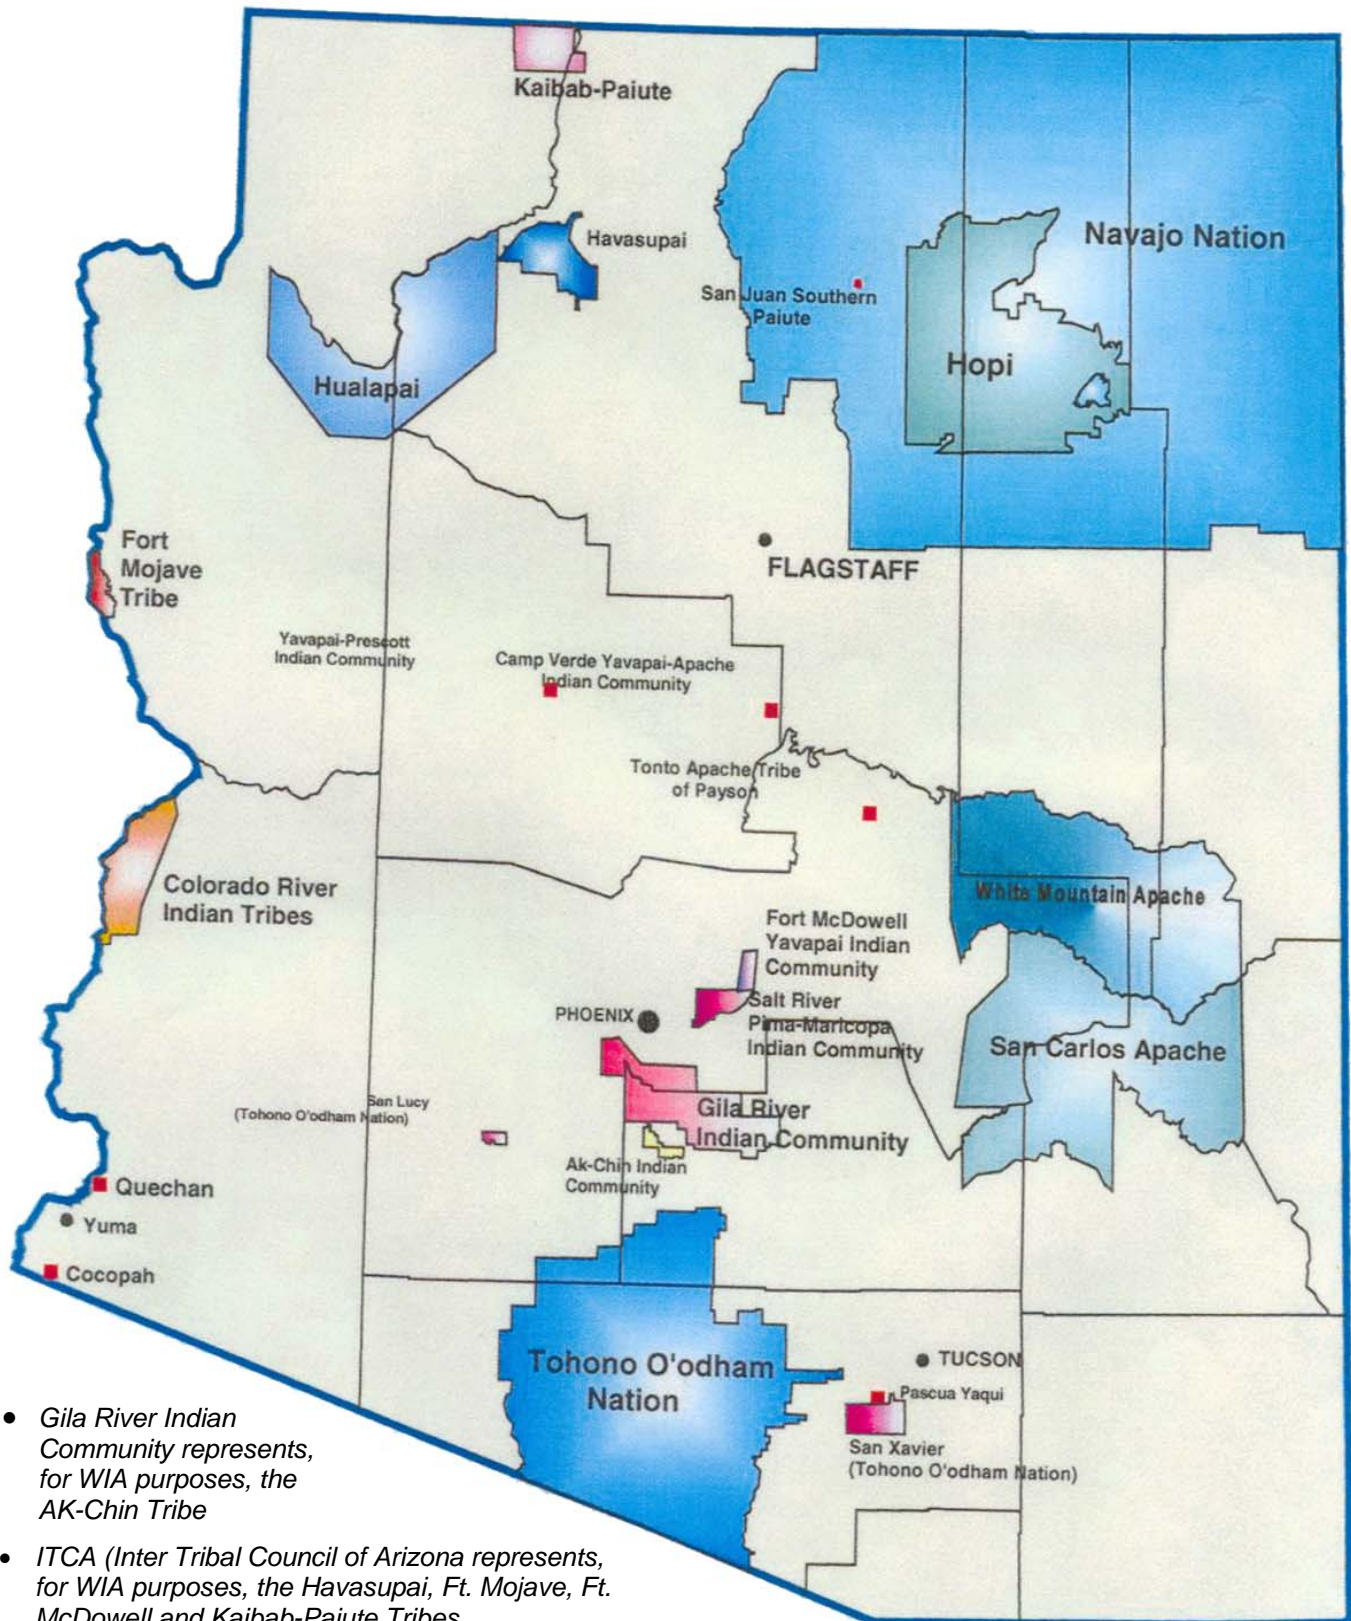 Kaibab-Paiute
Havasupai
Navajo Nation
San Juan Southern
Paiute
Hopi
Hualapai
Fort
Mojave
Tribe
FLAGSTAFF
Yavapai-Prescott
Indian Community
Camp Verde Yavapai-Apache
Indian Community
Tonto Apache Tribe
of Payson
Colorado River
Indian Tribes
White Mountain Apache
Fort McDowell
Yavapai Indian
Community
PHOENIX
Salt River
Pima-Maricopa
Indian Community
San Carlos Apache
San Lucy
(Tohono O'odham Nation)
Gila River
Indian Community
Ak-Chin Indian
Community
Quechan
Yuma
Cocopah
Tohono O'odham
Nation
TUCSON
Pascua Yaqui
San Xavier
(Tohono O'odham Nation)
• Gila River Indian
Community represents,
for WIA purposes, the
AK-Chin Tribe
• ITCA (Inter Tribal Council of Arizona represents,
for WIA purposes, the Havasupai, Ft. Mojave, Ft.
McDowell and Kaibab-Paiute Tribes